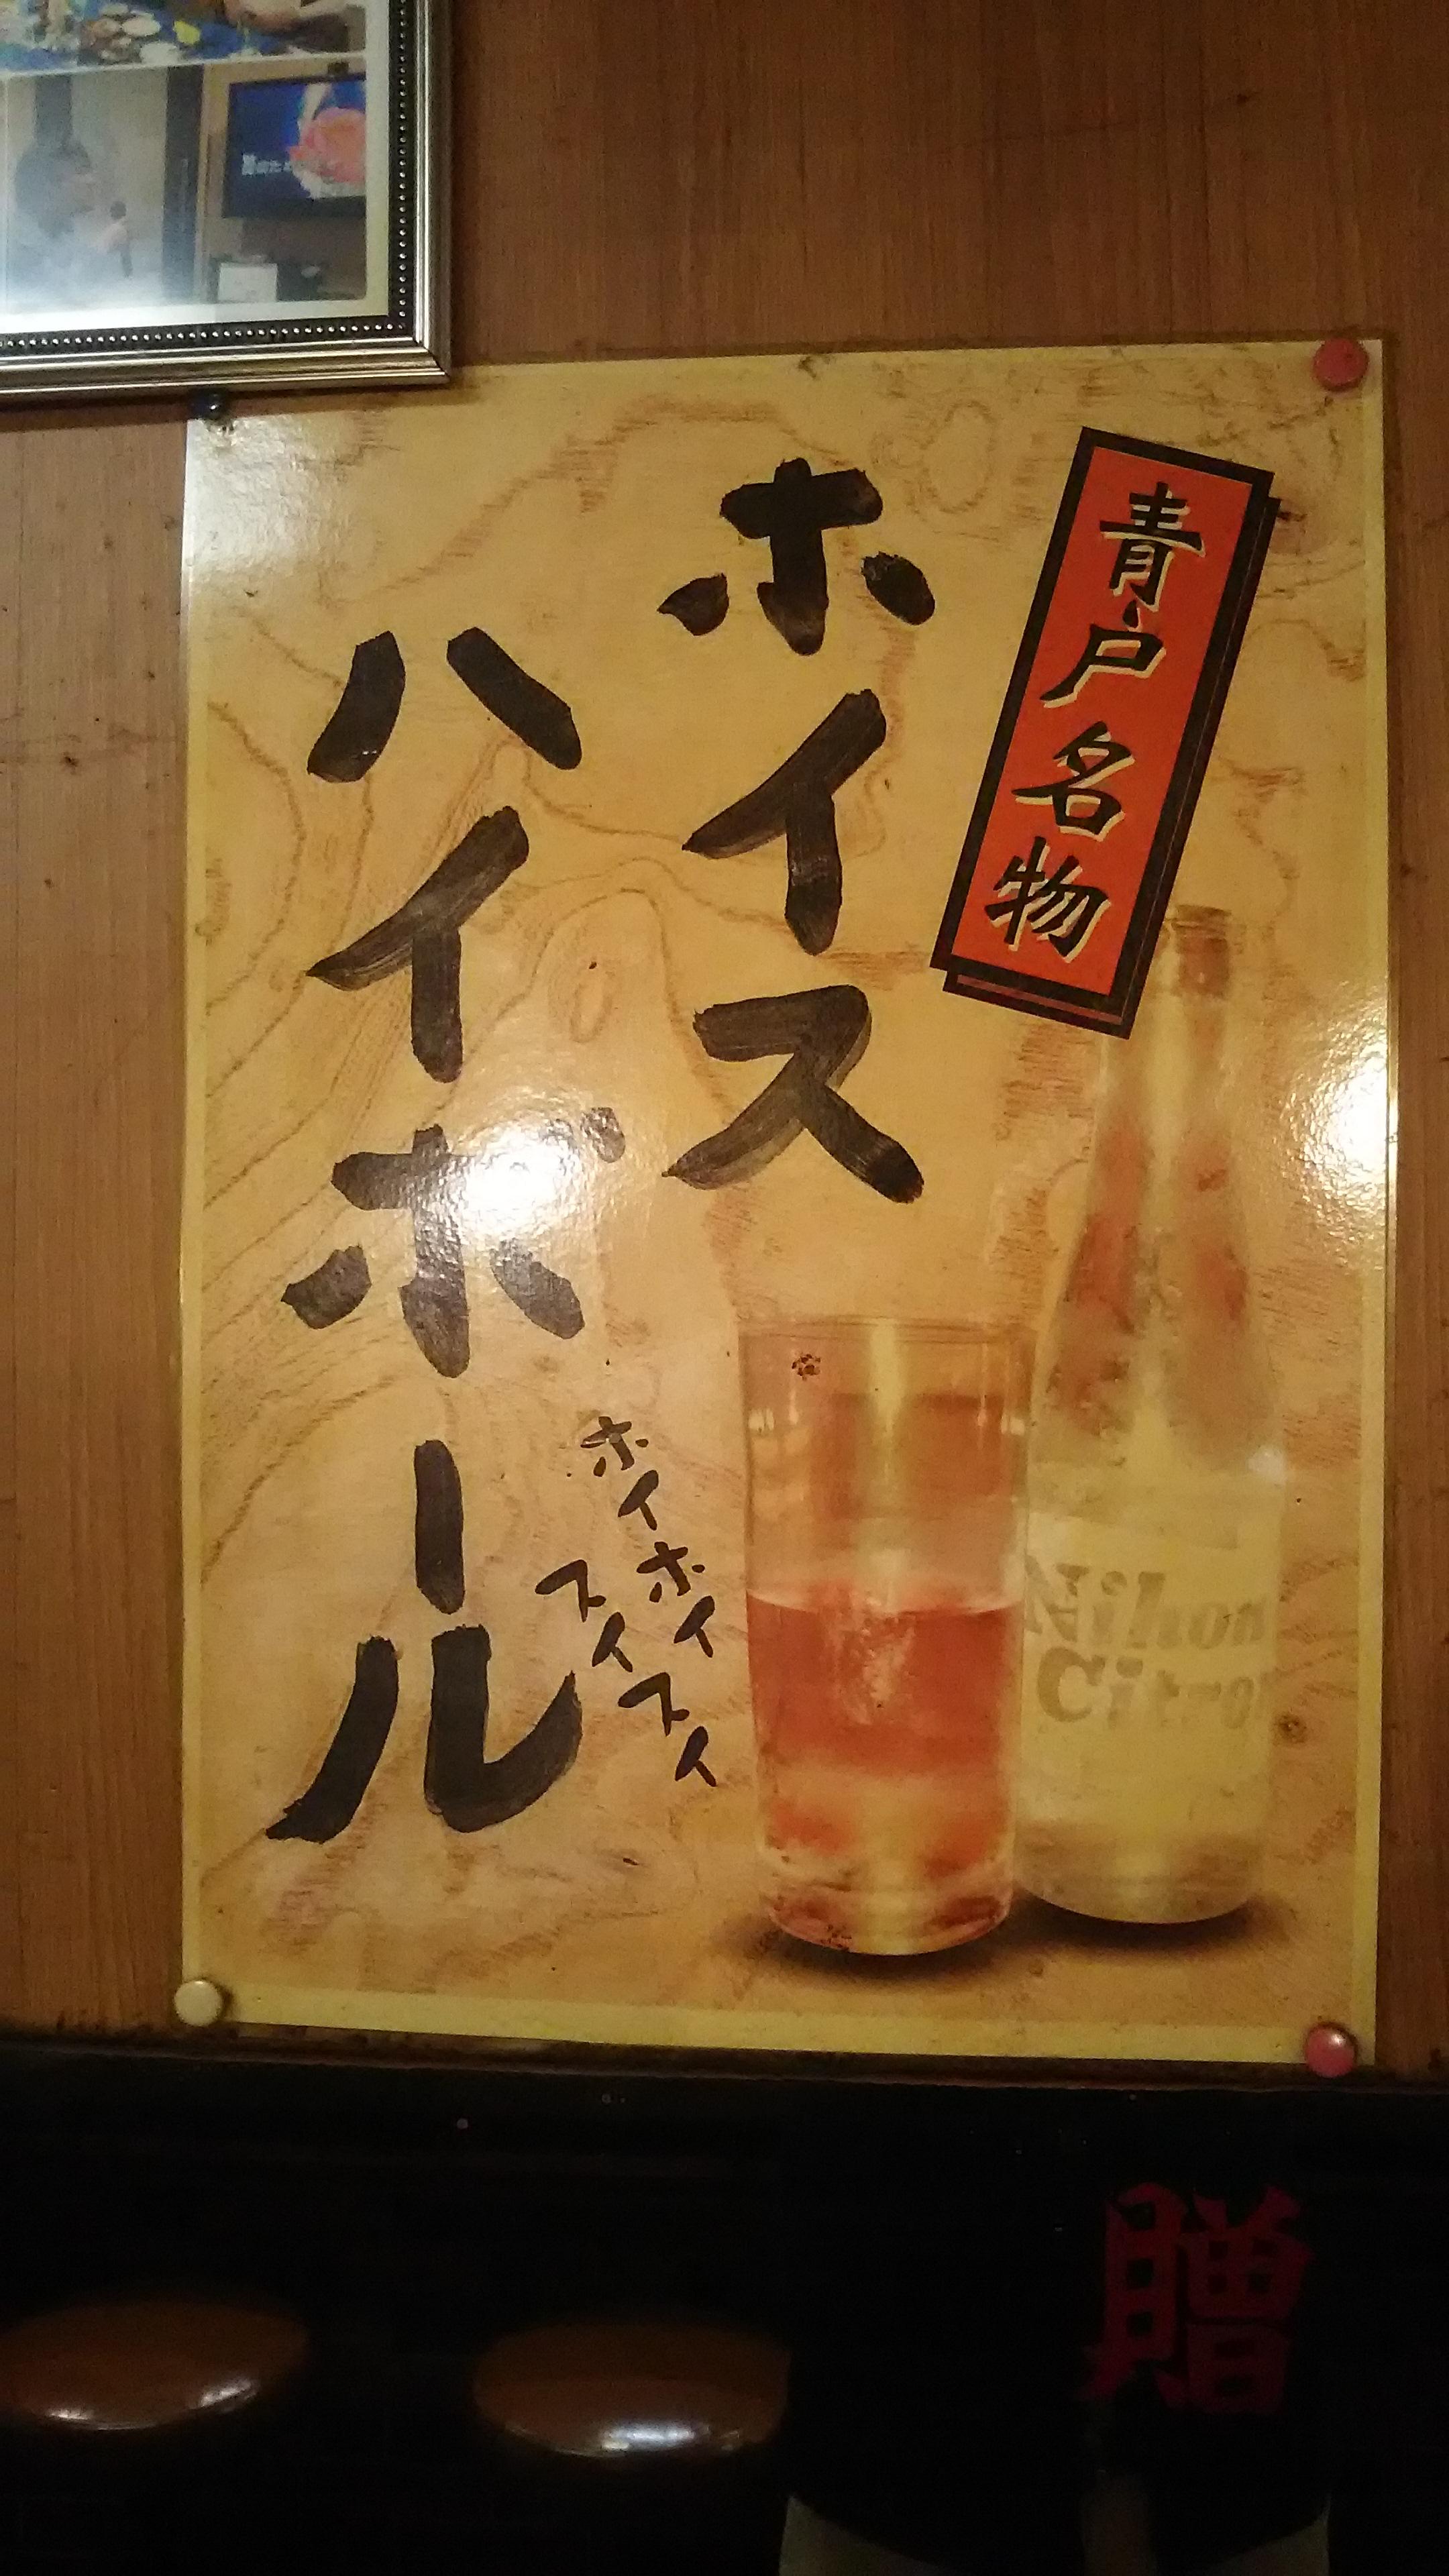 青戸名物
ホイス
ハイボール
ホイホイ
スイスイ
Nihon
Citro
贈